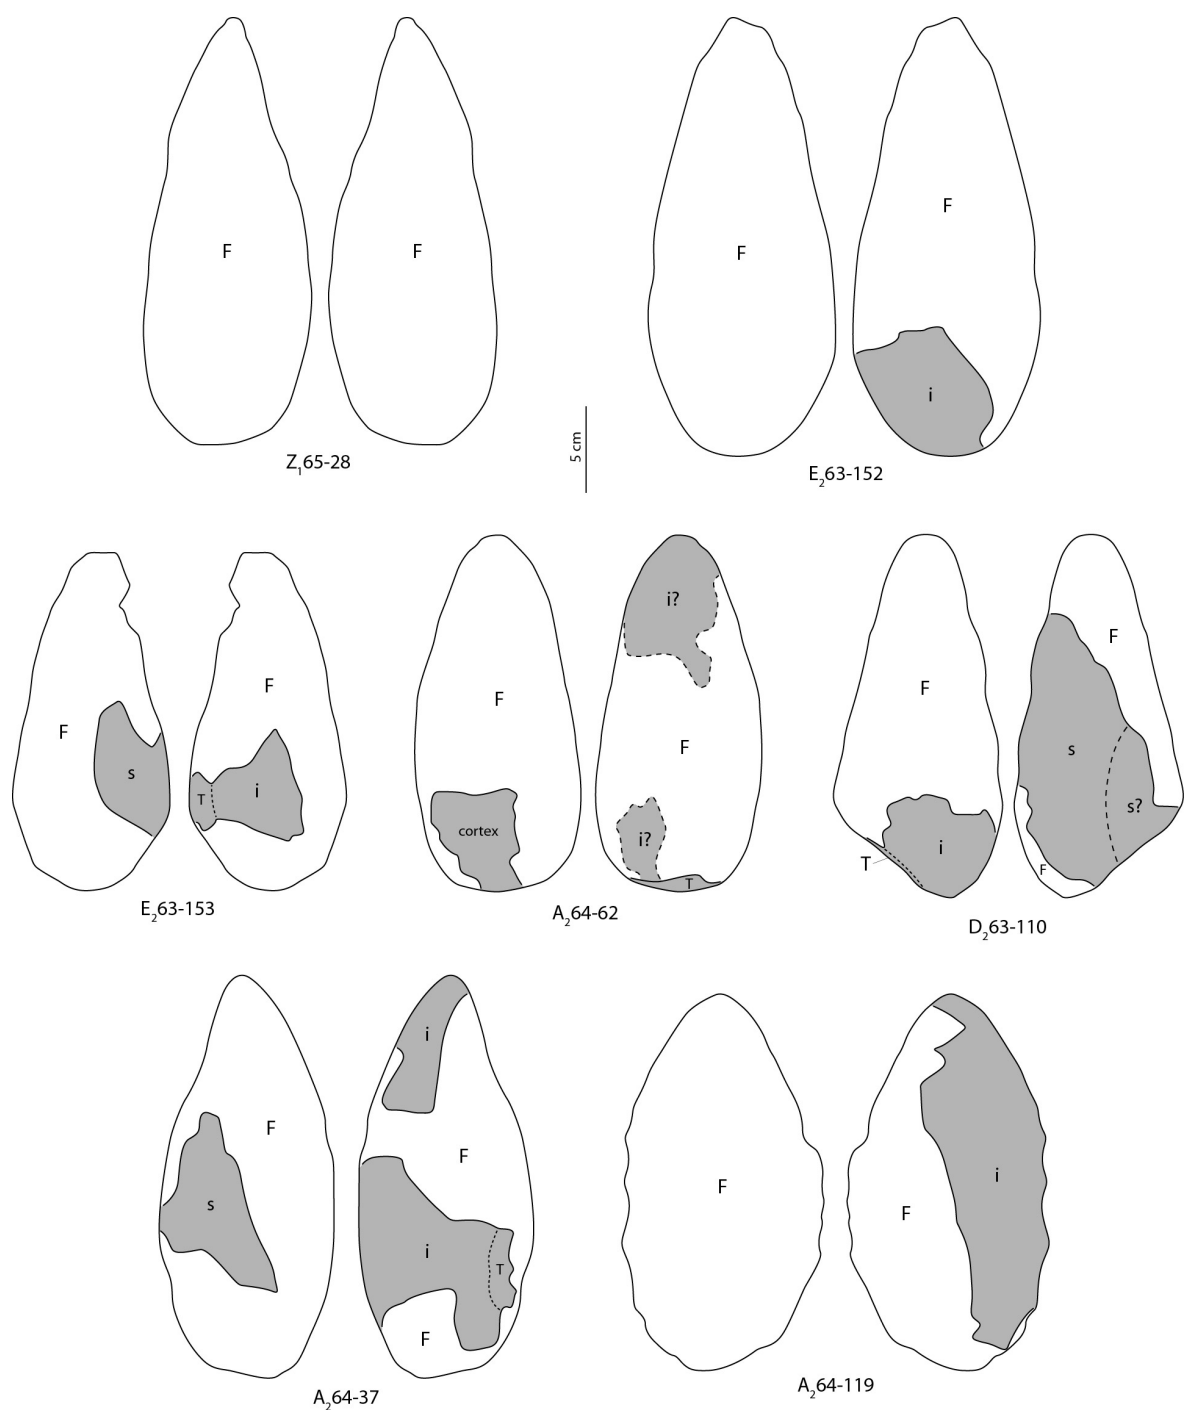 F
F
Z₁65-28
5 cm
F
F
i
E₂63-152
F
s
F
T
i
E₂63-153
F
cortex
i?
F
i?
T
A₂64-62
F
T
i
F
s
s?
F
D₂63-110
F
s
i
F
i
T
F
A₂64-37
F
F
i
A₂64-119